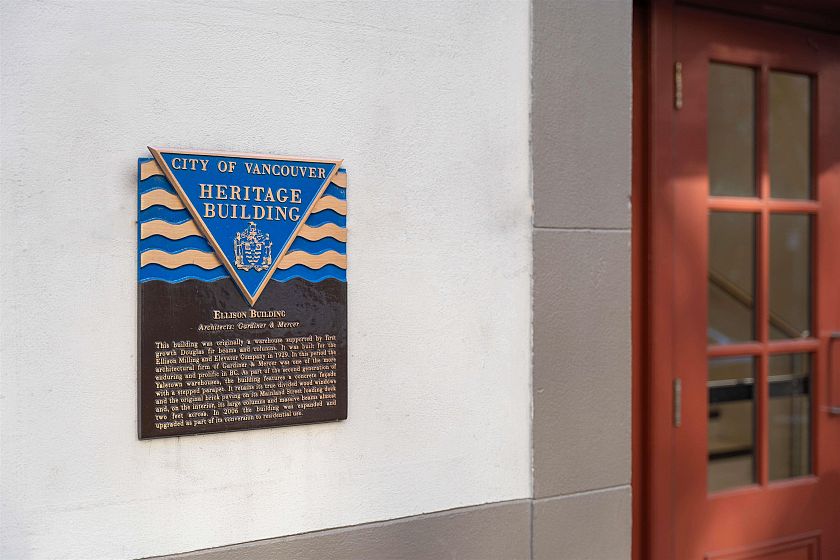 CITY OF VANCOUVER
HERITAGE
BUILDING
ELLISON BUILDING
Architects: Gardiner & Mercer
This building was originally a warehouse supported by first
growth Douglas fir beams and columns. It was built for the
Ellison Milling and Elevator Company in 1929. In this period the
architectural firm of Gardiner & Mercer was one of the more
enduring and prolific in BC. As part of the second generation of
Yaletown warehouses, the building features a concrete façade
with a stepped parapet. It retains its true divided wood windows
and the original brick paving on its Mainland Street loading dock
and, on the interior, its large columns and massive beams almost
two feet across. In 2006 the building was expanded and
upgraded as part of its conversion to residential use.